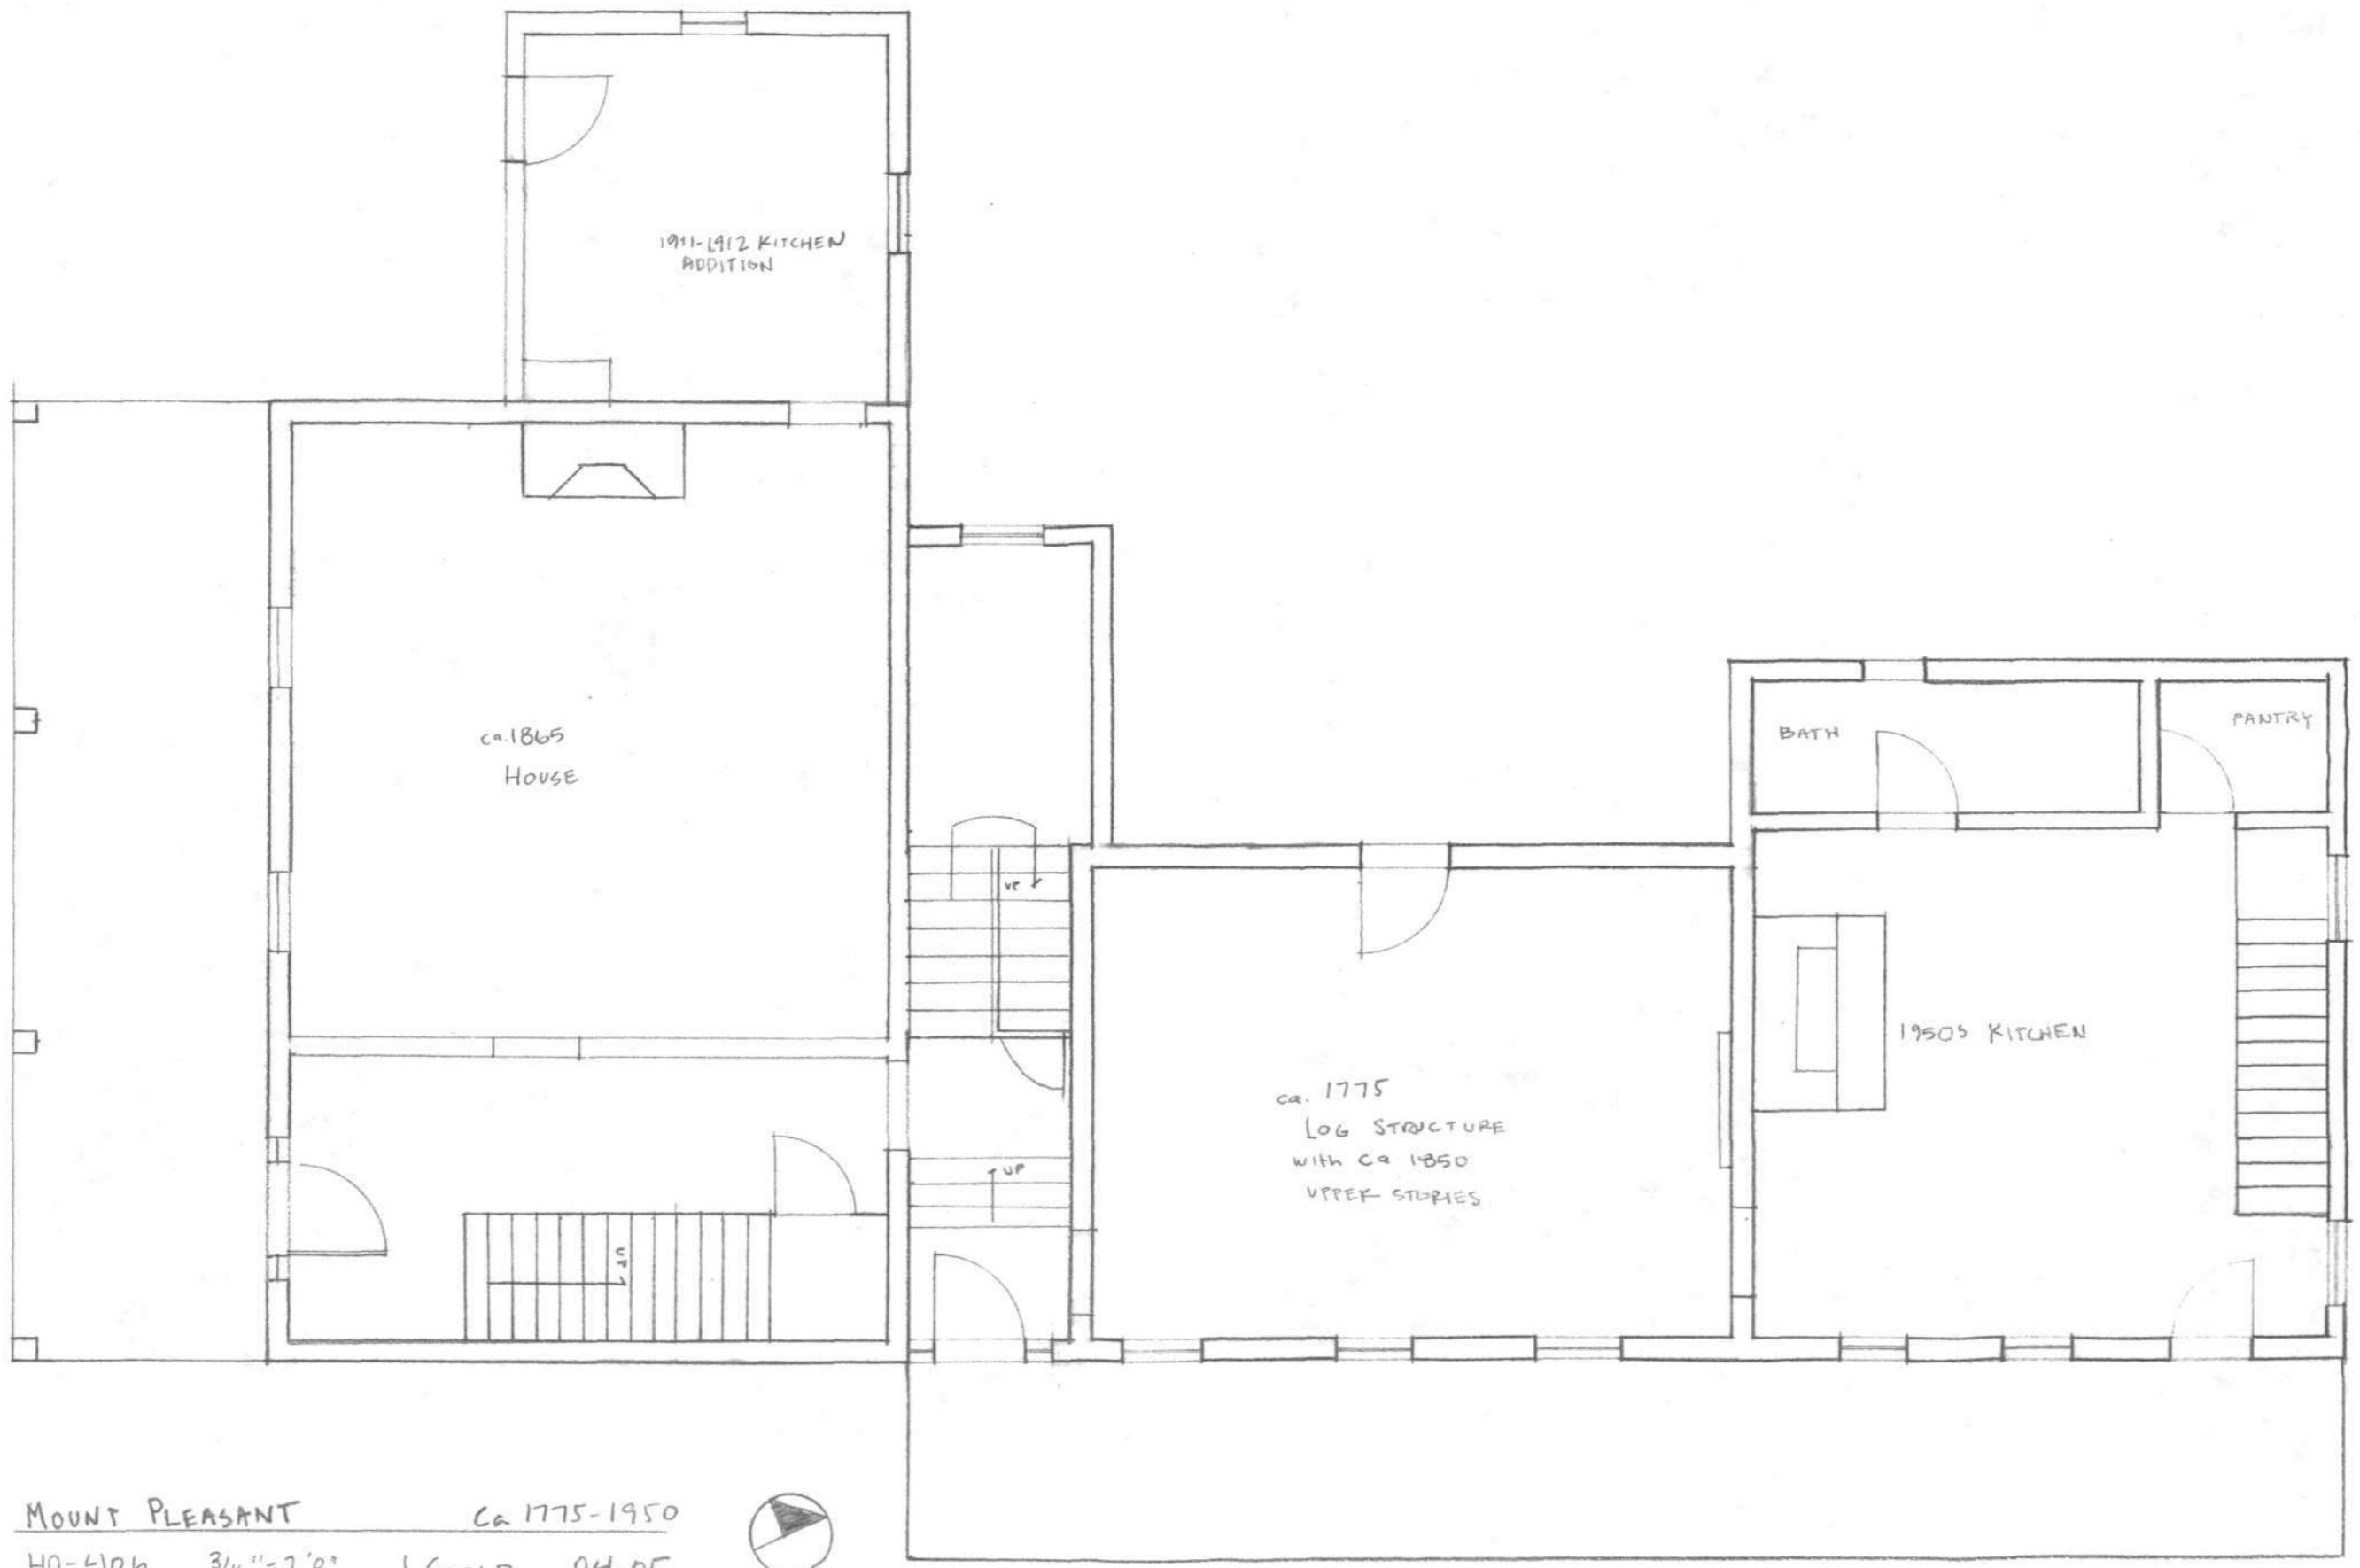 1911-1912 KITCHEN
ADDITION
ca. 1865
HOUSE
BATH
PANTRY
UP
1950s KITCHEN
ca. 1775
LOG STRUCTURE
with ca 1850
UPPER STORIES
UP
UP
MOUNT PLEASANT Ca 1775-1950